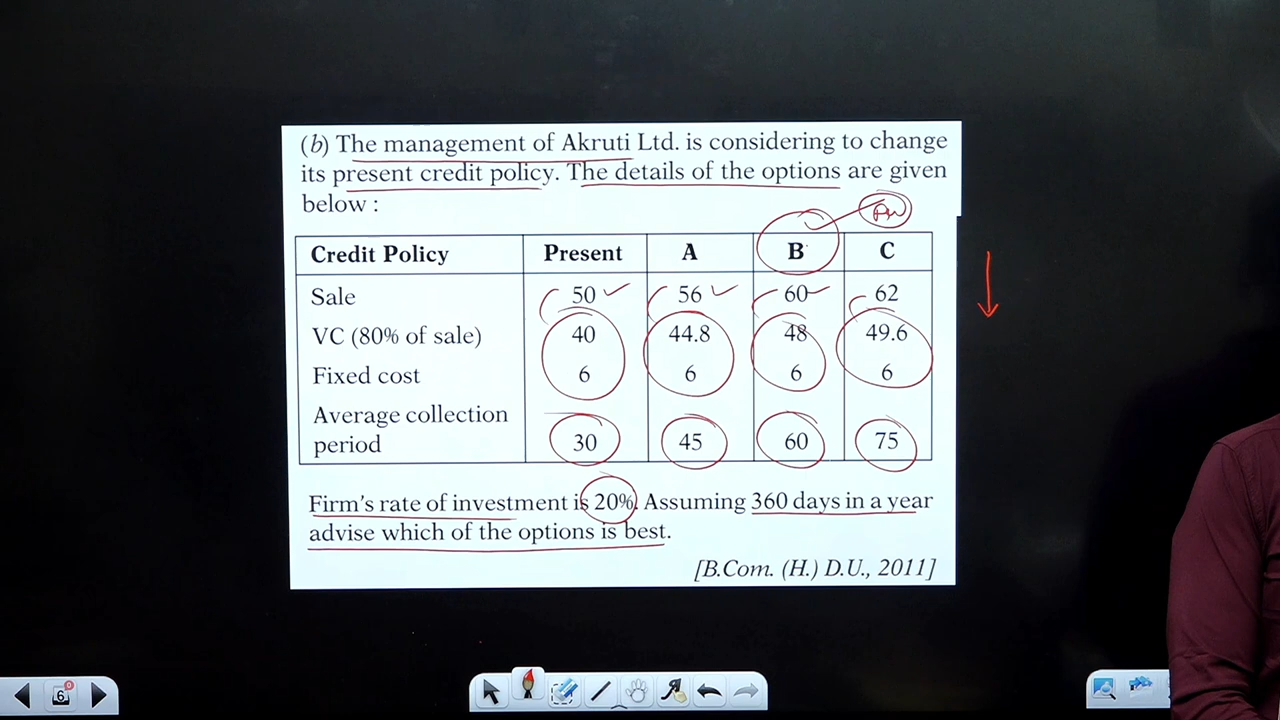 (b) The management of Akruti Ltd. is considering to change
its present credit policy. The details of the options are given
below :
Credit Policy Present A B C
Sale 50 56 60 62
VC (80% of sale) 40 44.8 48 49.6
Fixed cost 6 6 6 6
Average collection
period 30 45 60 75
Firm's rate of investment is 20%. Assuming 360 days in a year
advise which of the options is best.
[B.Com. (H.) D.U., 2011]
6